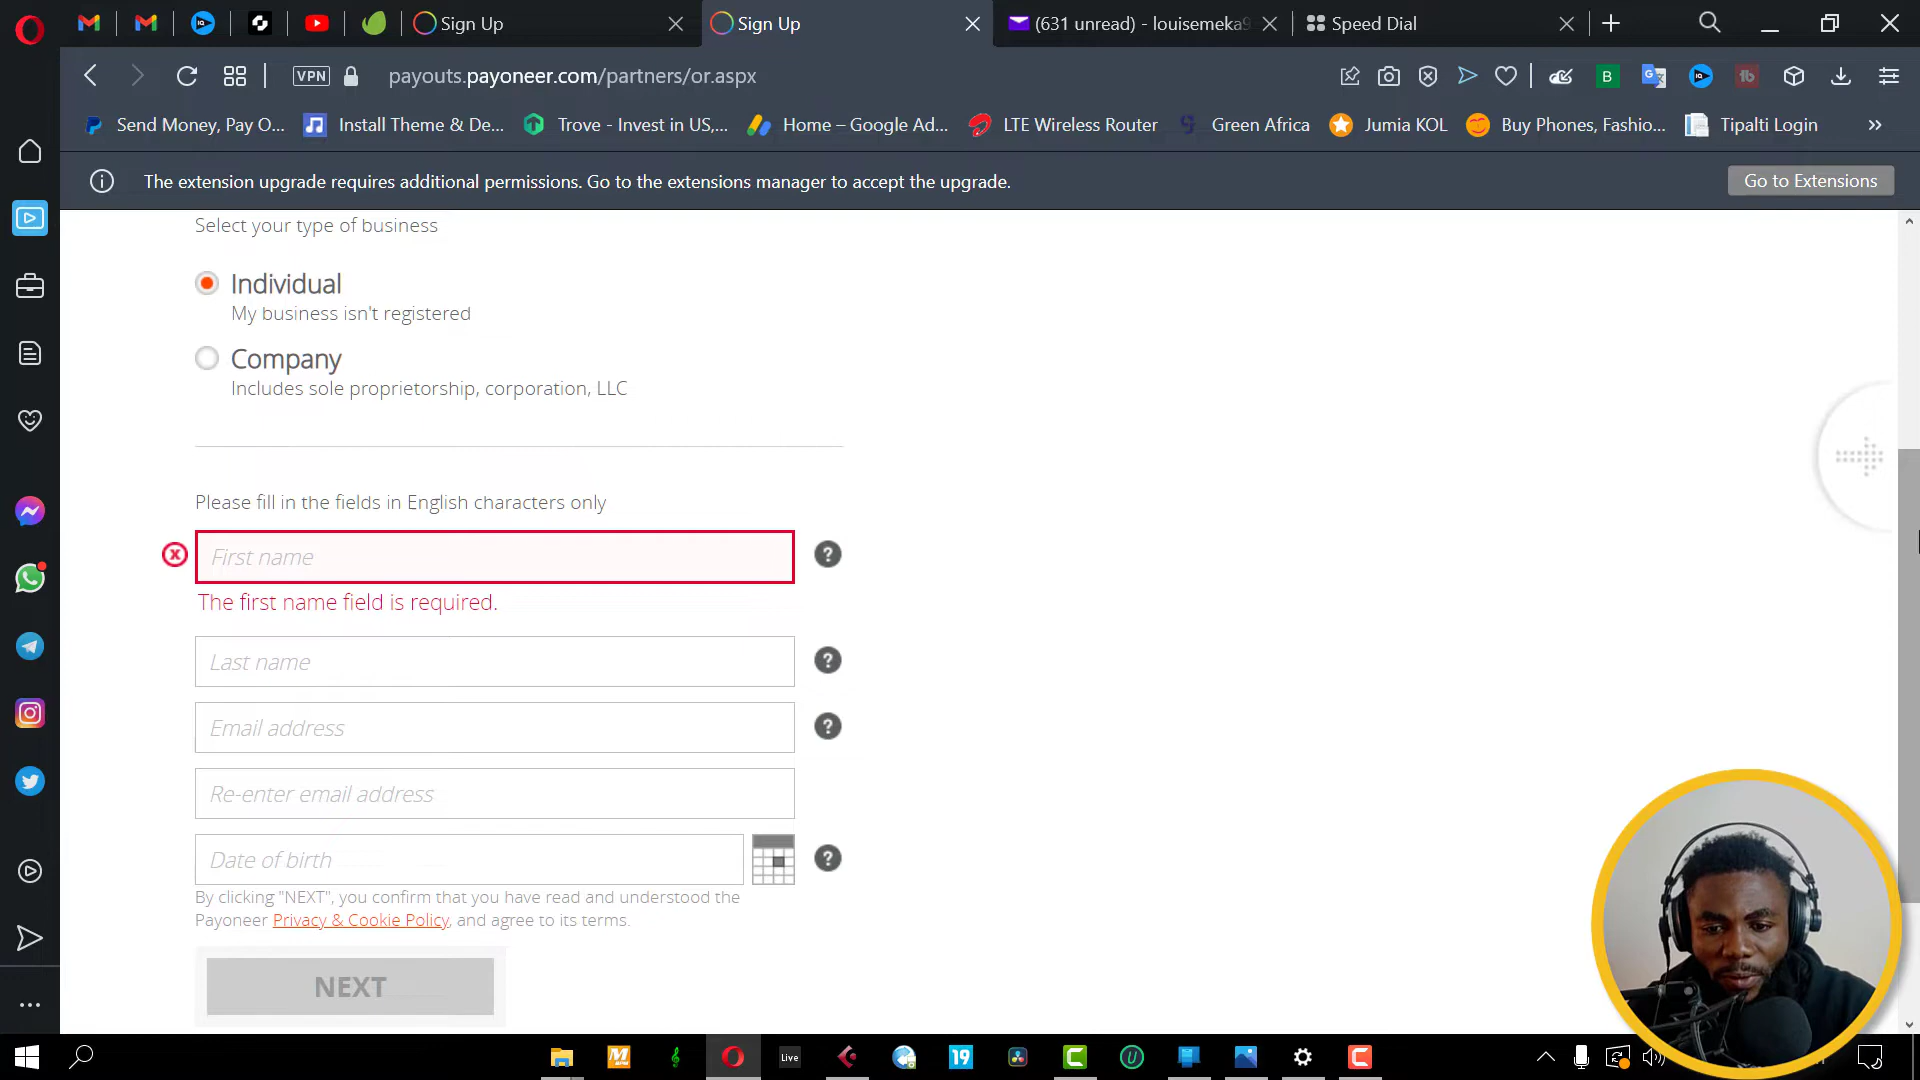 Sign Up
Sign Up
(631 unread) - louisemeka9
Speed Dial
VPN
payouts.payoneer.com/partners/or.aspx
B
Send Money, Pay O...
Install Theme & De...
Trove - Invest in US,...
Home – Google Ad...
LTE Wireless Router
Green Africa
Jumia KOL
Buy Phones, Fashio...
Tipalti Login
The extension upgrade requires additional permissions. Go to the extensions manager to accept the upgrade.
Go to Extensions
Select your type of business
Individual
My business isn't registered
Company
Includes sole proprietorship, corporation, LLC
Please fill in the fields in English characters only
First name
The first name field is required.
Last name
Email address
Re-enter email address
Date of birth
By clicking "NEXT", you confirm that you have read and understood the
Payoneer Privacy & Cookie Policy, and agree to its terms.
NEXT
Live
19